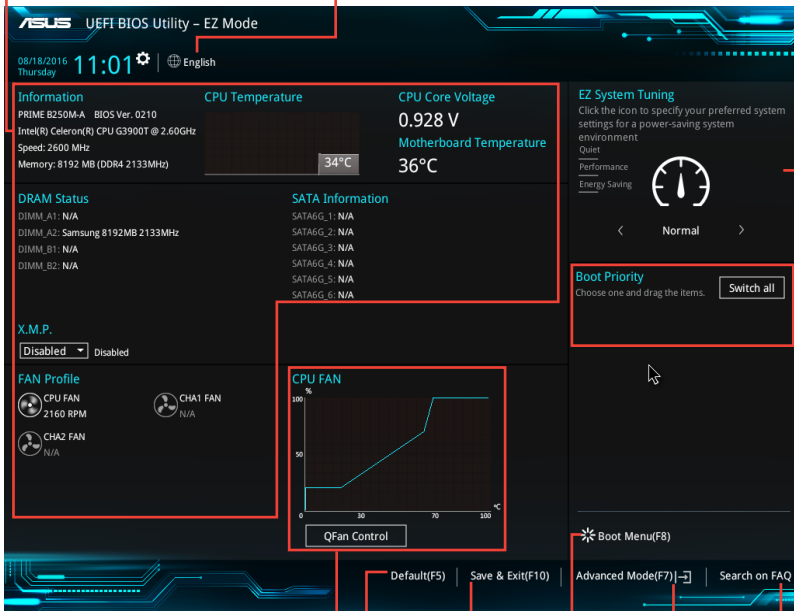 ASUS UEFI BIOS Utility – EZ Mode
08/18/2016
Thursday
11:01
English
Information
PRIME B250M-A BIOS Ver. 0210
Intel(R) Celeron(R) CPU G3900T @ 2.60GHz
Speed: 2600 MHz
Memory: 8192 MB (DDR4 2133MHz)
CPU Temperature
34°C
CPU Core Voltage
0.928 V
Motherboard Temperature
36°C
EZ System Tuning
Click the icon to specify your preferred system
settings for a power-saving system
environment
Quiet
Performance
Energy Saving
< Normal >
DRAM Status
DIMM_A1: N/A
DIMM_A2: Samsung 8192MB 2133MHz
DIMM_B1: N/A
DIMM_B2: N/A
SATA Information
SATA6G_1: N/A
SATA6G_2: N/A
SATA6G_3: N/A
SATA6G_4: N/A
SATA6G_5: N/A
SATA6G_6: N/A
Boot Priority
Choose one and drag the items.
Switch all
X.M.P.
Disabled Disabled
FAN Profile
CPU FAN
2160 RPM
CHA1 FAN
N/A
CHA2 FAN
N/A
CPU FAN
%
100
50
°C
0 30 70 100
QFan Control
Boot Menu(F8)
Default(F5) Save & Exit(F10) Advanced Mode(F7) Search on FAQ